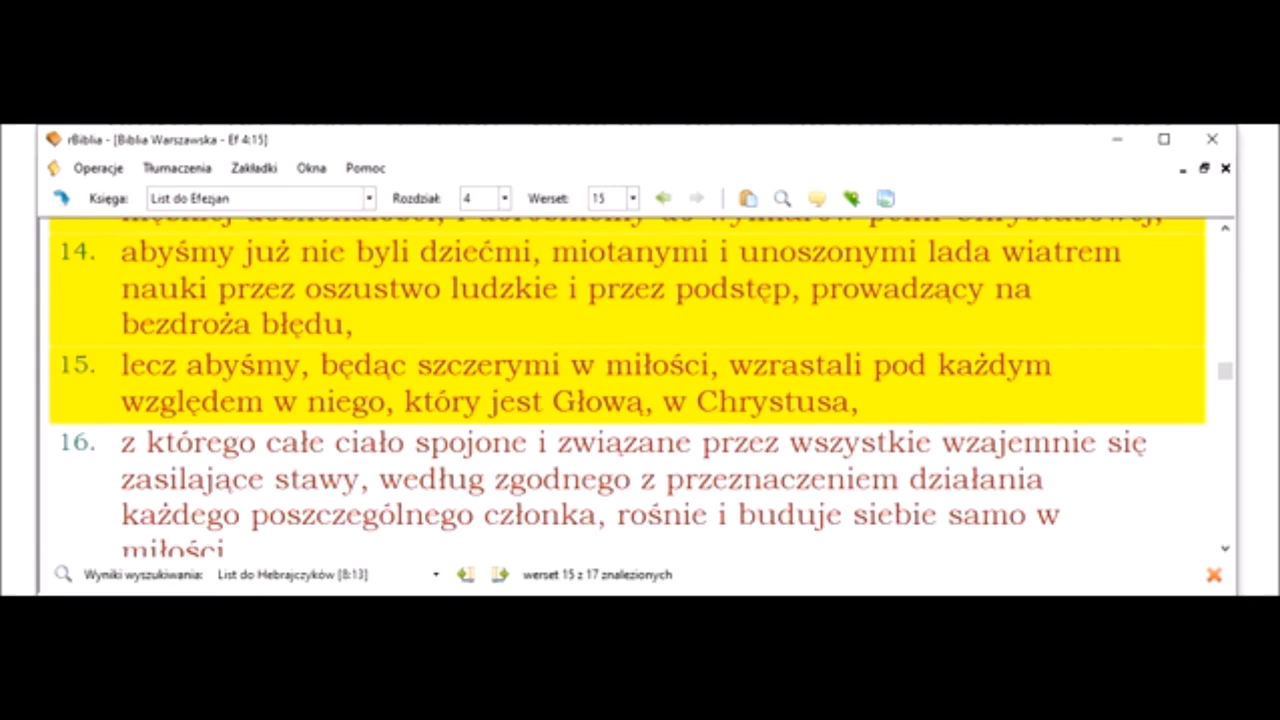 rBiblia - [Biblia Warszawska - Ef 4:15]
Operacje Tłumaczenia Zakładki Okna Pomoc
Księga: List do Efezjan Rozdział: 4 Werset: 15
14. abyśmy już nie byli dziećmi, miotanymi i unoszonymi lada wiatrem
nauki przez oszustwo ludzkie i przez podstęp, prowadzący na
bezdroża błędu,
15. lecz abyśmy, będąc szczerymi w miłości, wzrastali pod każdym
względem w niego, który jest Głową, w Chrystusa,
16. z którego całe ciało spojone i związane przez wszystkie wzajemnie się
zasilające stawy, według zgodnego z przeznaczeniem działania
każdego poszczególnego członka, rośnie i buduje siebie samo w
miłości
Wyniki wyszukiwania: List do Hebrajczyków [8:13] werset 15 z 17 znalezionych